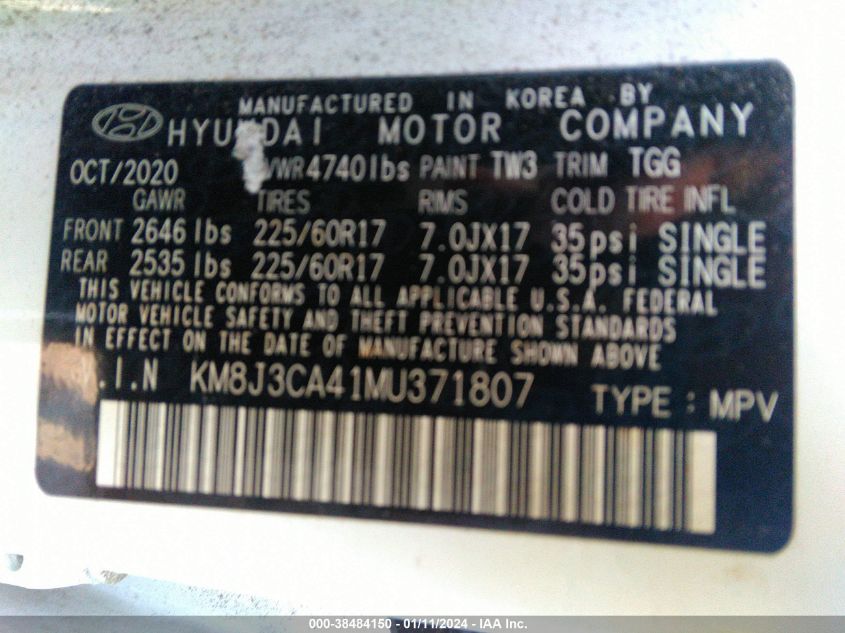 MANUFACTURED IN KOREA BY
HYUNDAI MOTOR COMPANY
OCT/2020 VWR 4740 lbs PAINT TW3 TRIM TGG
GAWR TIRES RIMS COLD TIRE INFL
FRONT 2646 lbs 225/60R17 7.0JX17 35psi SINGLE
REAR 2535 lbs 225/60R17 7.0JX17 35psi SINGLE
THIS VEHICLE CONFORMS TO ALL APPLICABLE U.S.A. FEDERAL
MOTOR VEHICLE SAFETY AND THEFT PREVENTION STANDARDS
IN EFFECT ON THE DATE OF MANUFACTURE SHOWN ABOVE
.I.N KM8J3CA41MU371807 TYPE : MPV
000-38484150 - 01/11/2024 - IAA Inc.